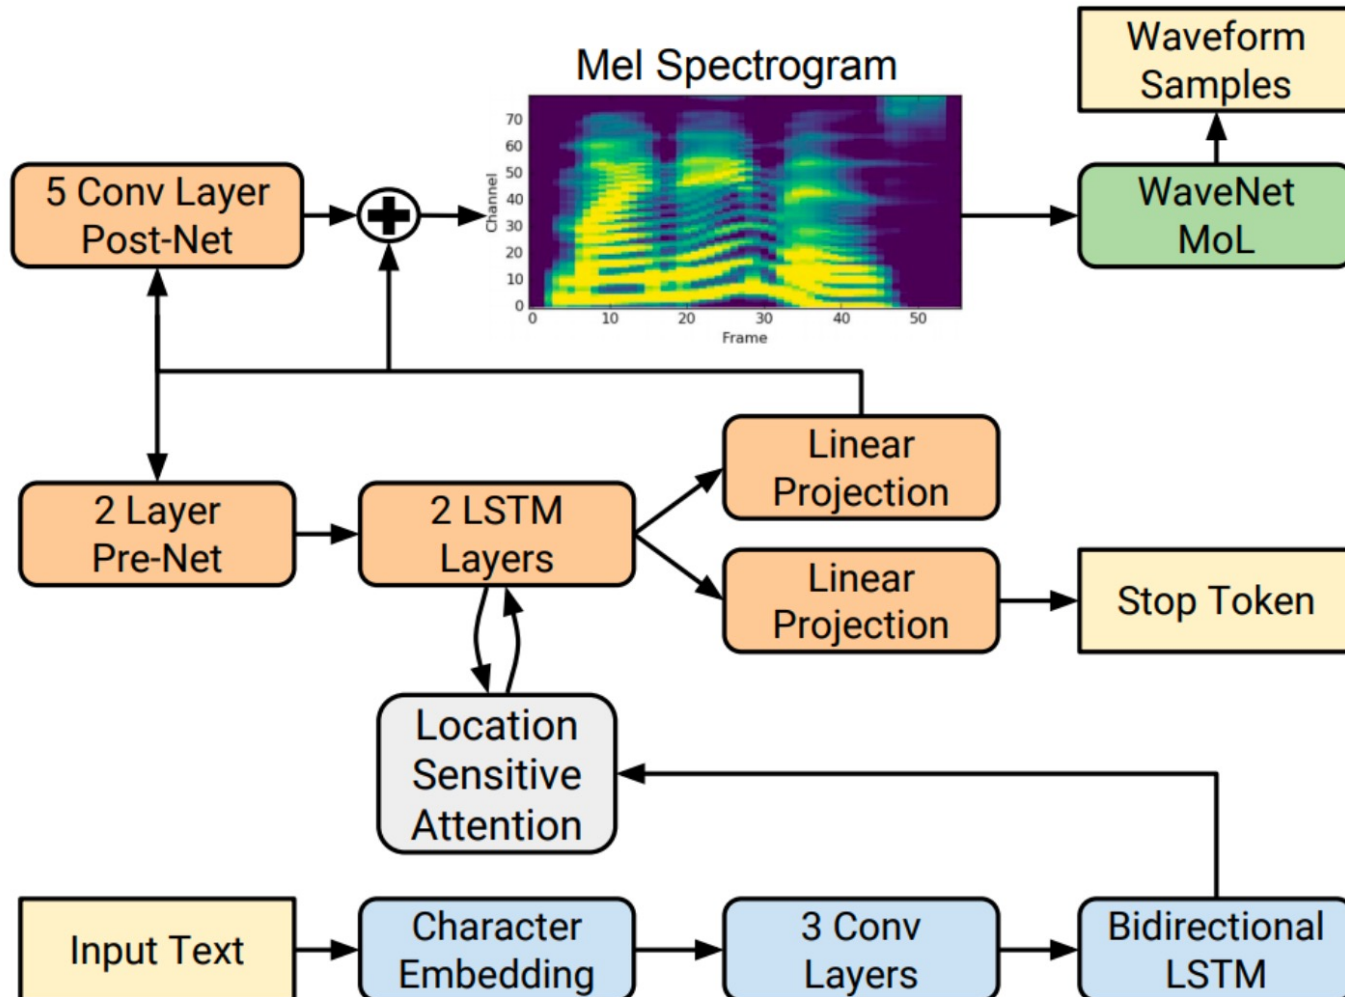 Waveform
Samples
Mel Spectrogram
5 Conv Layer
Post-Net
Channel
70
60
50
40
30
20
10
0
0 10 20 30 40 50
Frame
WaveNet
MoL
Linear
Projection
2 Layer
Pre-Net
2 LSTM
Layers
Linear
Projection
Stop Token
Location
Sensitive
Attention
Input Text
Character
Embedding
3 Conv
Layers
Bidirectional
LSTM